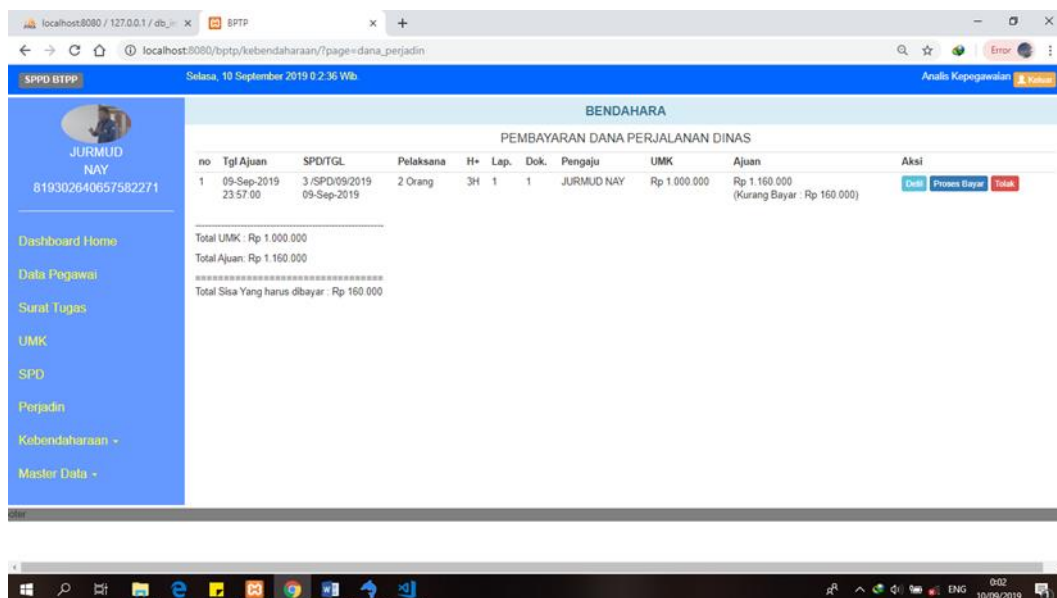 localhost:8080 / 127.0.0.1 / db_i
BPTP
localhost:8080/bptp/kebendaharaan/?page=dana_perjadin
Error
SPPD BTPP
Selasa, 10 September 2019 0:2:36 Wib.
Analis Kepegawaian
Keluar
JURMUD
NAY
819302640657582271
Dashboard Home
Data Pegawai
Surat Tugas
UMK
SPD
Perjadin
Kebendaharaan
Master Data
BENDAHARA
PEMBAYARAN DANA PERJALANAN DINAS
no Tgl Ajuan SPD/TGL Pelaksana H+ Lap. Dok. Pengaju UMK Ajuan Aksi
1 09-Sep-2019 3 /SPD/09/2019 2 Orang 3H 1 1 JURMUD NAY Rp 1.000.000 Rp 1.160.000 Detil Proses Bayar Tolak
23:57:00 09-Sep-2019 (Kurang Bayar : Rp 160.000)
Total UMK : Rp 1.000.000
Total Ajuan: Rp 1.160.000
Total Sisa Yang harus dibayar : Rp 160.000
oter
ENG
0:02
10/09/2019